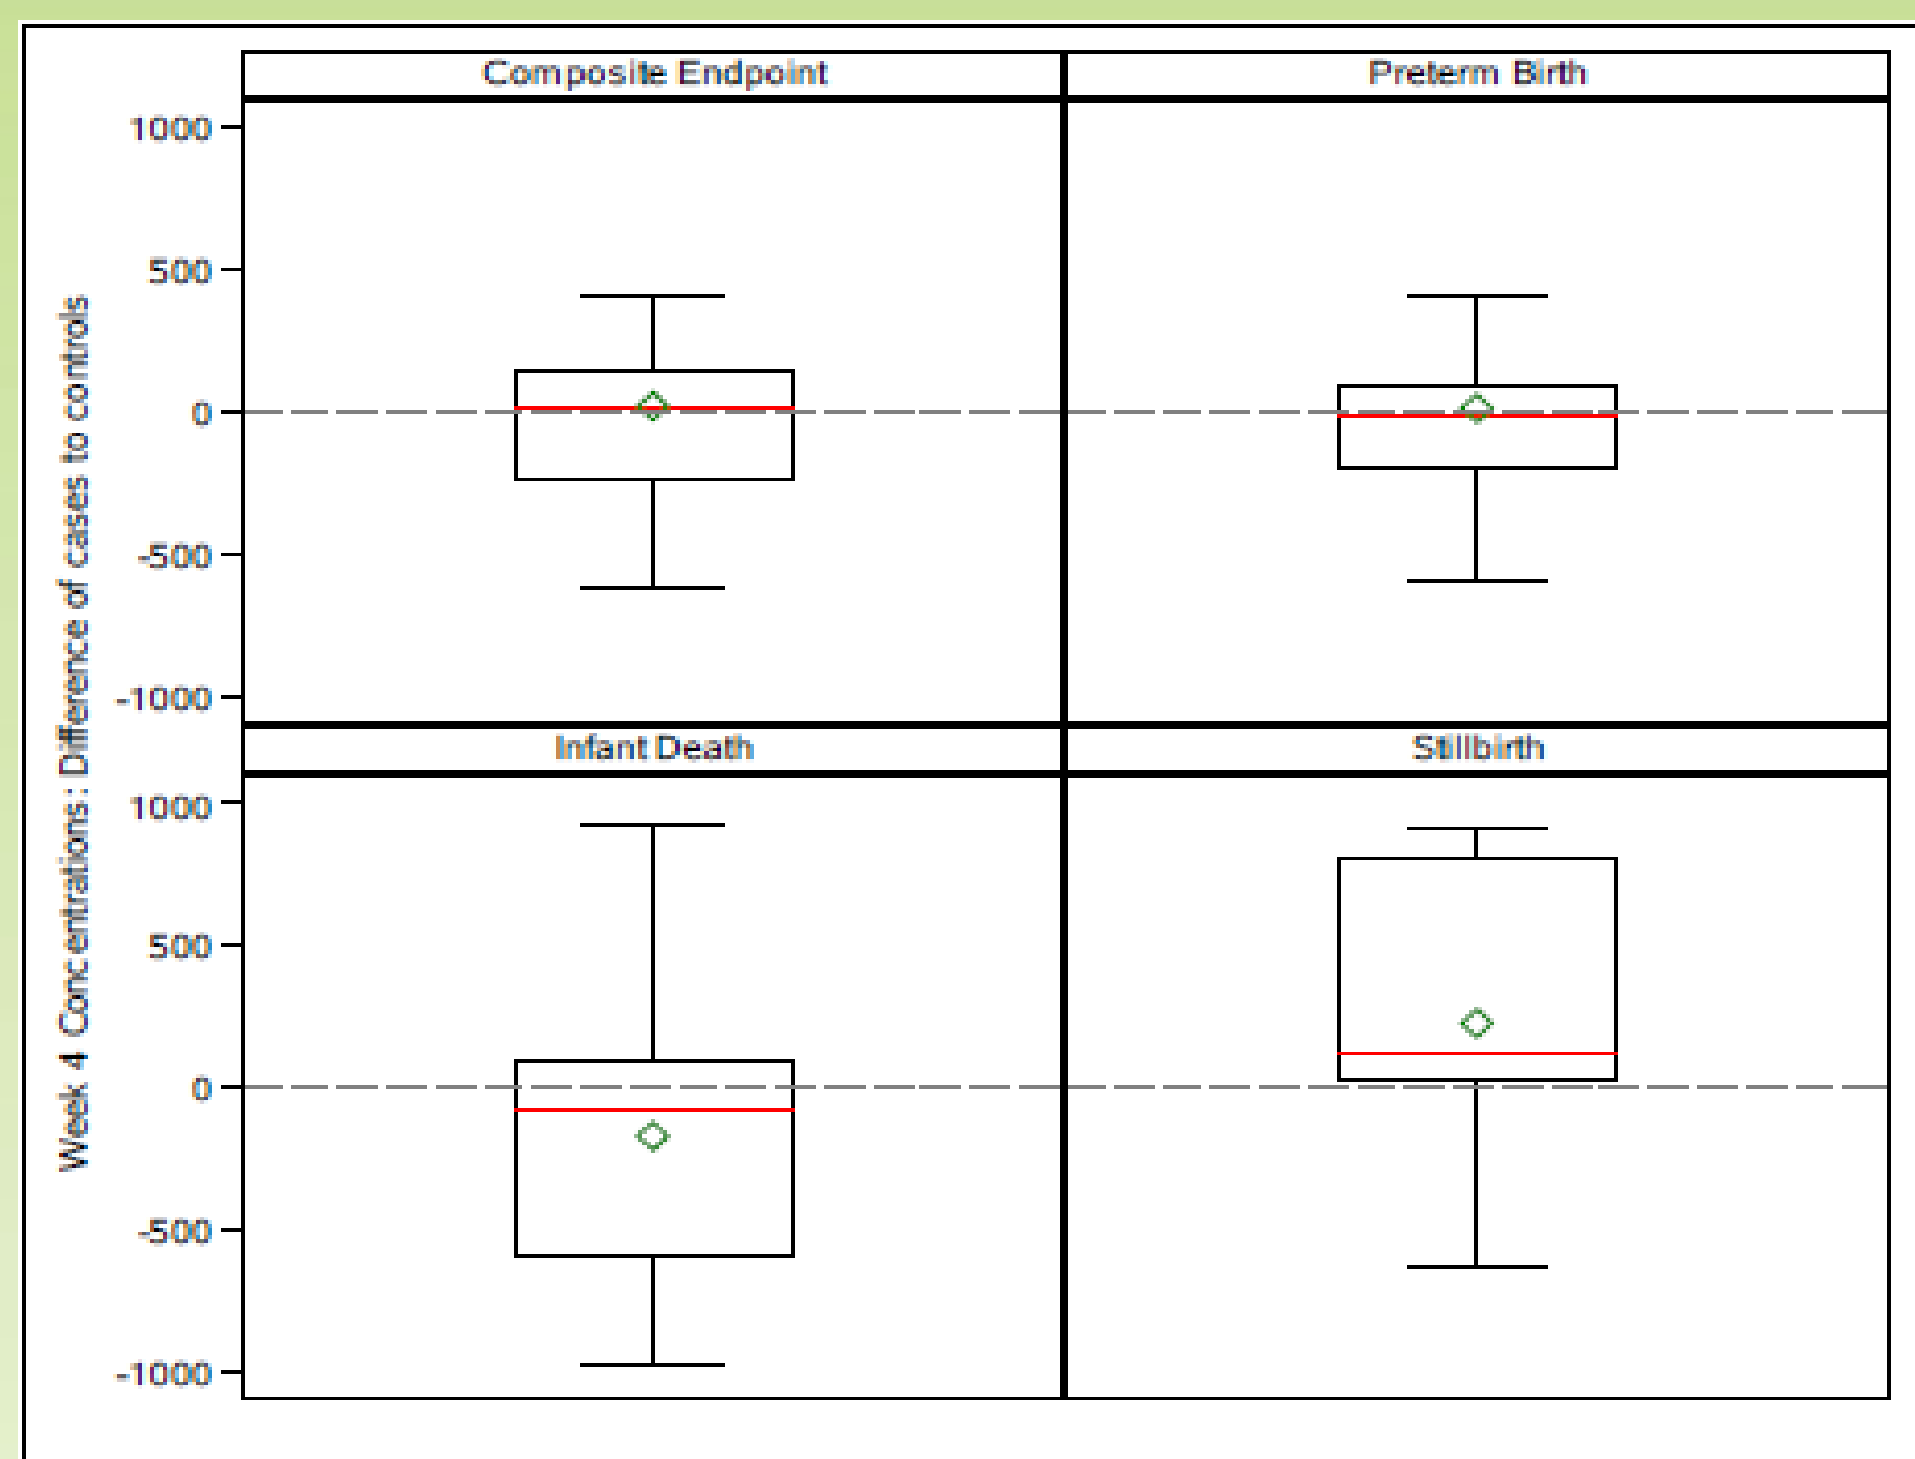 Composite Endpoint
Preterm Birth
1000
500
0
-500
-1000
Week 4 Concentrations: Difference of cases to controls
Infant Death
Stillbirth
1000
500
0
-500
-1000